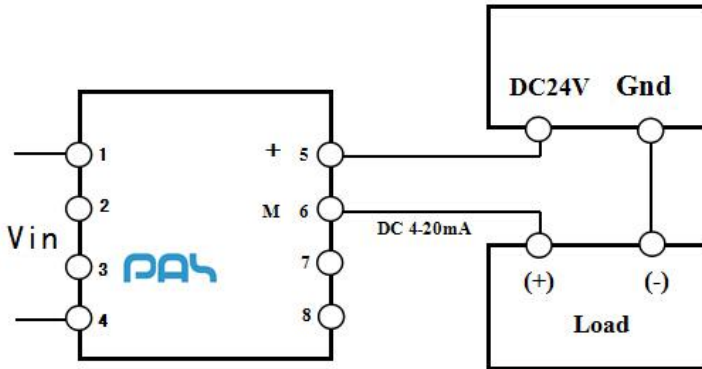 DC24V Gnd
1 + 5
2 M 6
DC 4-20mA
Vin
3 PAS 7
(+) (-)
4 8
Load